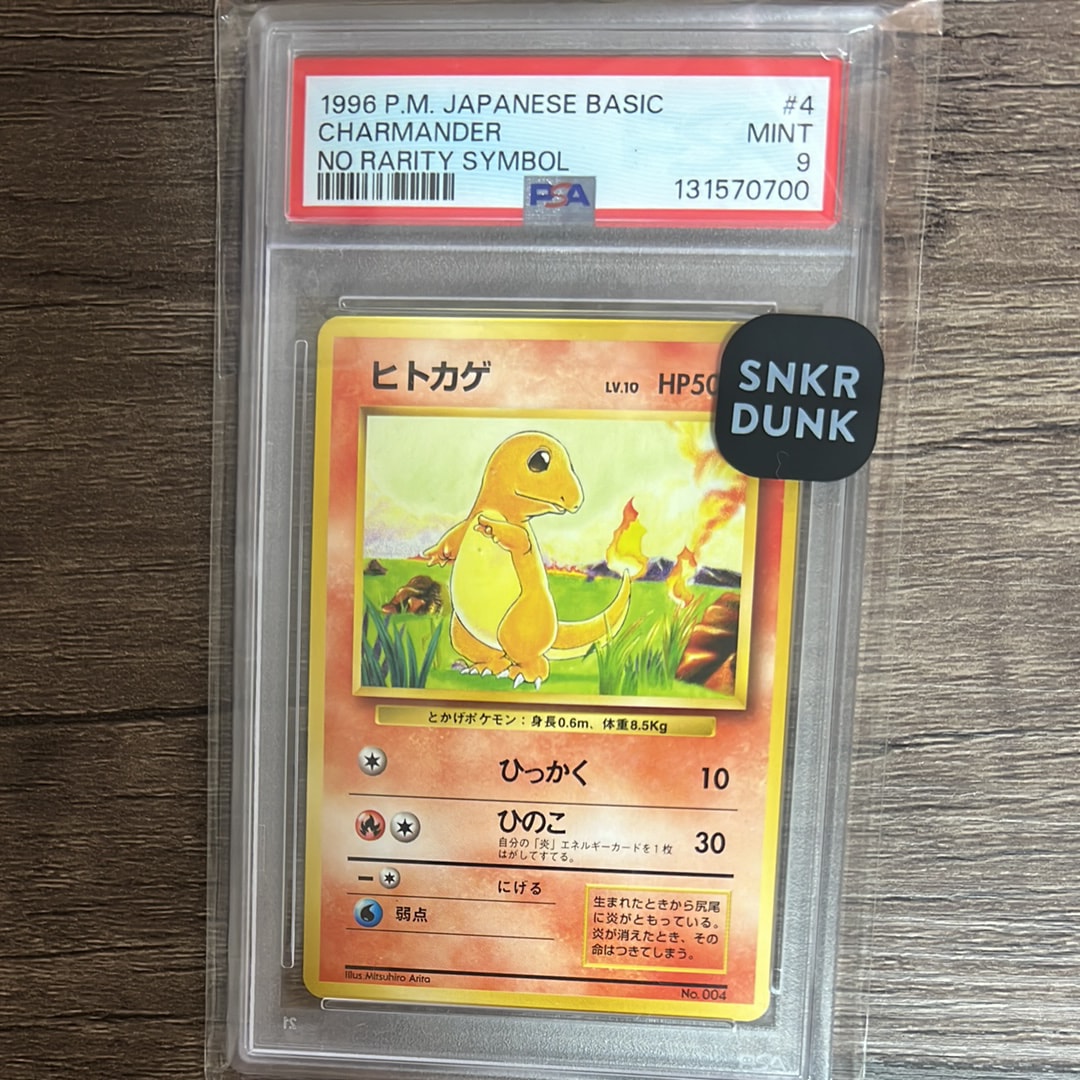 1996 P.M. JAPANESE BASIC #4
CHARMANDER MINT
NO RARITY SYMBOL 9
PSA 131570700
SNKR
DUNK
ヒトカゲ LV.10 HP50
とかげポケモン：身長0.6m、体重8.5Kg
ひっかく 10
ひのこ 30
自分の「炎」エネルギーカードを1枚
はがしてすてる。
にげる
弱点
生まれたときから尻尾
に炎がともっている。
炎が消えたとき、その
命はつきてしまう。
Illus. Mitsuhiro Arita
No. 004
21